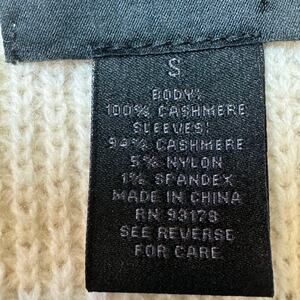 S
BODY:
100% CASHMERE
SLEEVES:
94% CASHMERE
5% NYLON
1% SPANDEX
MADE IN CHINA
RN 93178
SEE REVERSE
FOR CARE